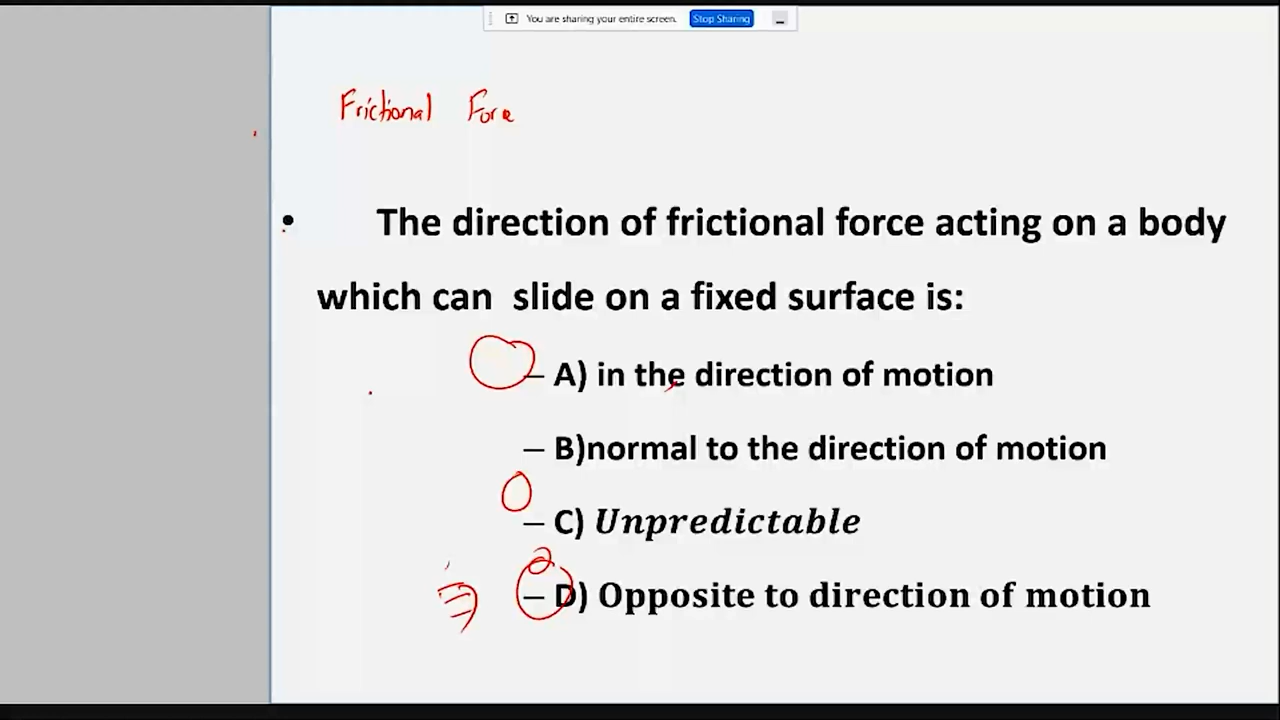 You are sharing your entire screen. Stop Sharing
Frictional Force
• The direction of frictional force acting on a body
which can slide on a fixed surface is:
– A) in the direction of motion
– B)normal to the direction of motion
– C) Unpredictable
– D) Opposite to direction of motion